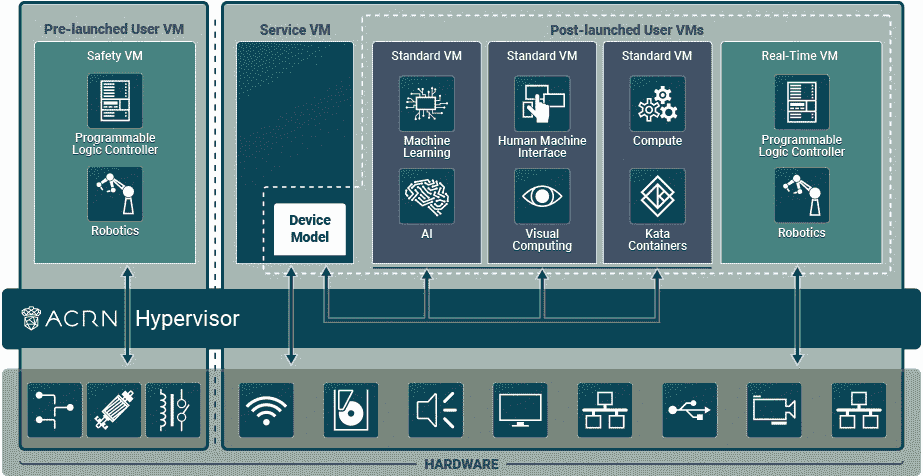 Pre-launched User VM
Safety VM
Programmable
Logic Controller
Robotics
Service VM
Device
Model
Post-launched User VMs
Standard VM
Machine
Learning
AI
Standard VM
Human Machine
Interface
Visual
Computing
Standard VM
Compute
Kata
Containers
Real-Time VM
Programmable
Logic Controller
Robotics
ACRN Hypervisor
HARDWARE